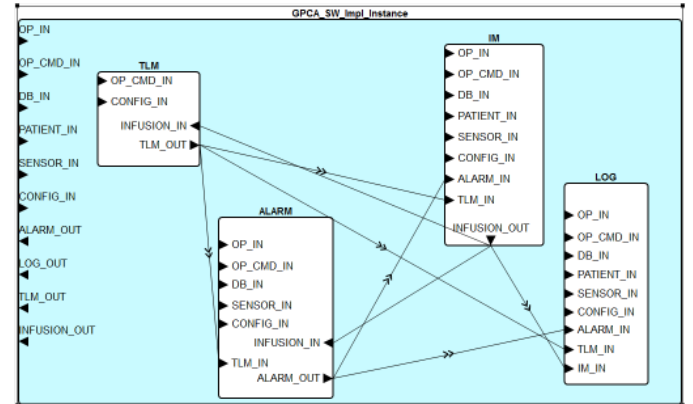 GPCA_SW_Impl_Instance
OP_IN
OP_CMD_IN
DB_IN
PATIENT_IN
SENSOR_IN
CONFIG_IN
ALARM_OUT
LOG_OUT
TLM_OUT
INFUSION_OUT
TLM
OP_CMD_IN
CONFIG_IN
INFUSION_IN
TLM_OUT
ALARM
OP_IN
OP_CMD_IN
DB_IN
SENSOR_IN
CONFIG_IN
INFUSION_IN
TLM_IN
ALARM_OUT
IM
OP_IN
OP_CMD_IN
DB_IN
PATIENT_IN
SENSOR_IN
CONFIG_IN
ALARM_IN
TLM_IN
INFUSION_OUT
LOG
OP_IN
OP_CMD_IN
DB_IN
PATIENT_IN
SENSOR_IN
CONFIG_IN
ALARM_IN
TLM_IN
IM_IN